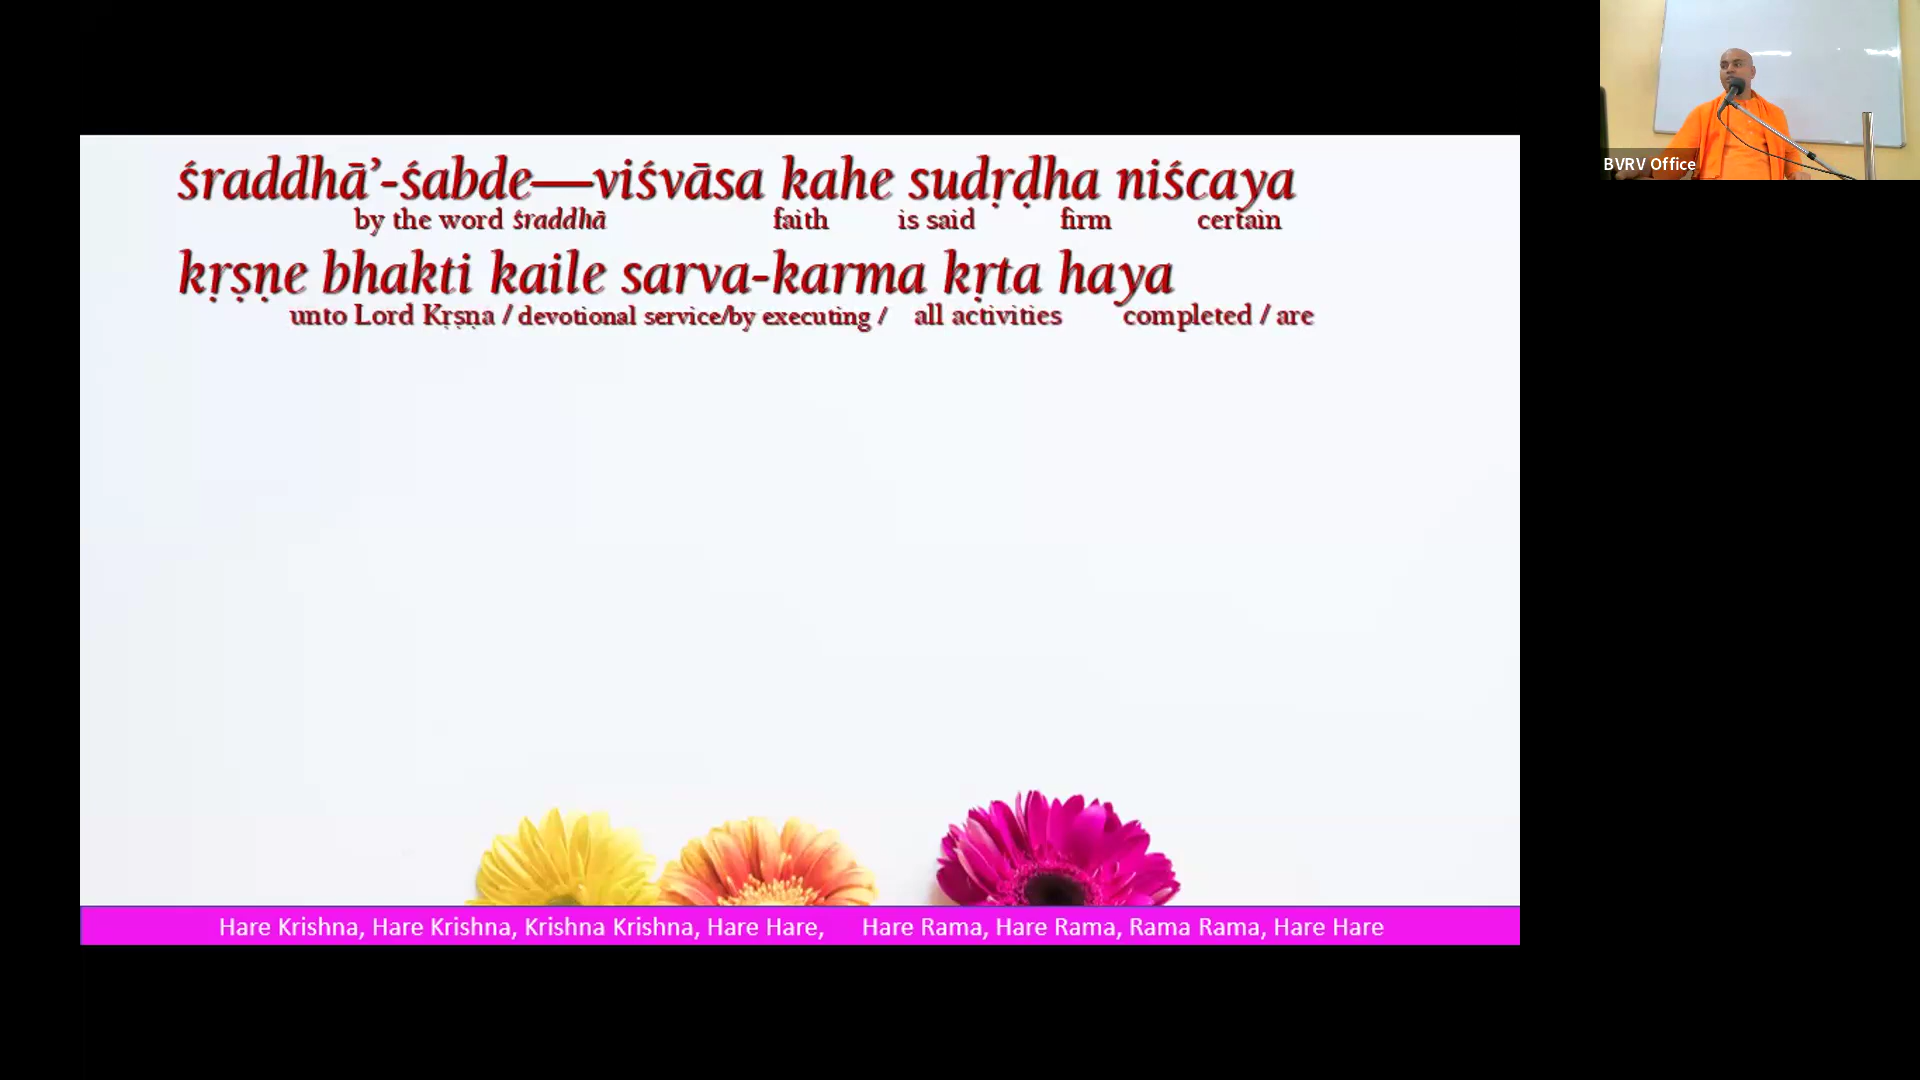 śraddhā’-śabde—viśvāsa kahe sudṛḍha niścaya
by the word śraddhā faith is said firm certain
kṛṣṇe bhakti kaile sarva-karma kṛta haya
unto Lord Kṛṣṇa / devotional service/by executing / all activities completed / are
Hare Krishna, Hare Krishna, Krishna Krishna, Hare Hare, Hare Rama, Hare Rama, Rama Rama, Hare Hare
BVRV Office